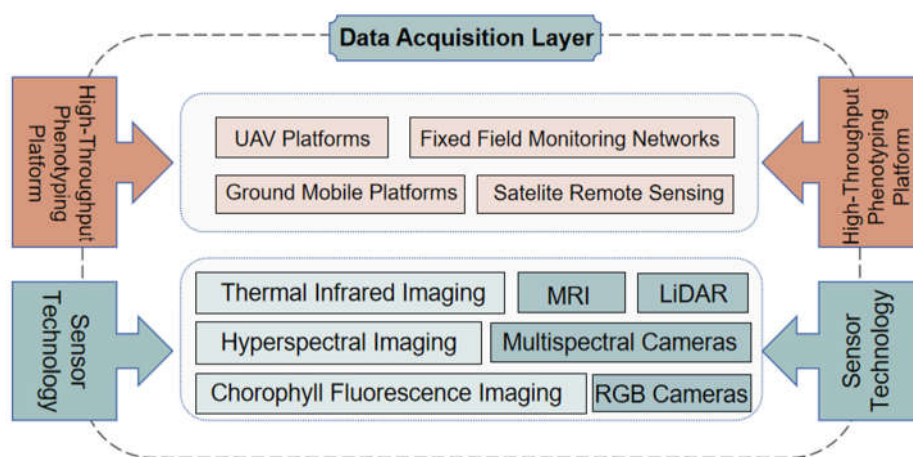 Data Acquisition Layer
High-Throughput
Phenotyping
Platform
UAV Platforms
Fixed Field Monitoring Networks
Ground Mobile Platforms
Satelite Remote Sensing
High-Throughput
Phenotyping
Platform
Sensor
Technology
Thermal Infrared Imaging
MRI
LiDAR
Hyperspectral Imaging
Multispectral Cameras
Chorophyll Fluorescence Imaging
RGB Cameras
Sensor
Technology